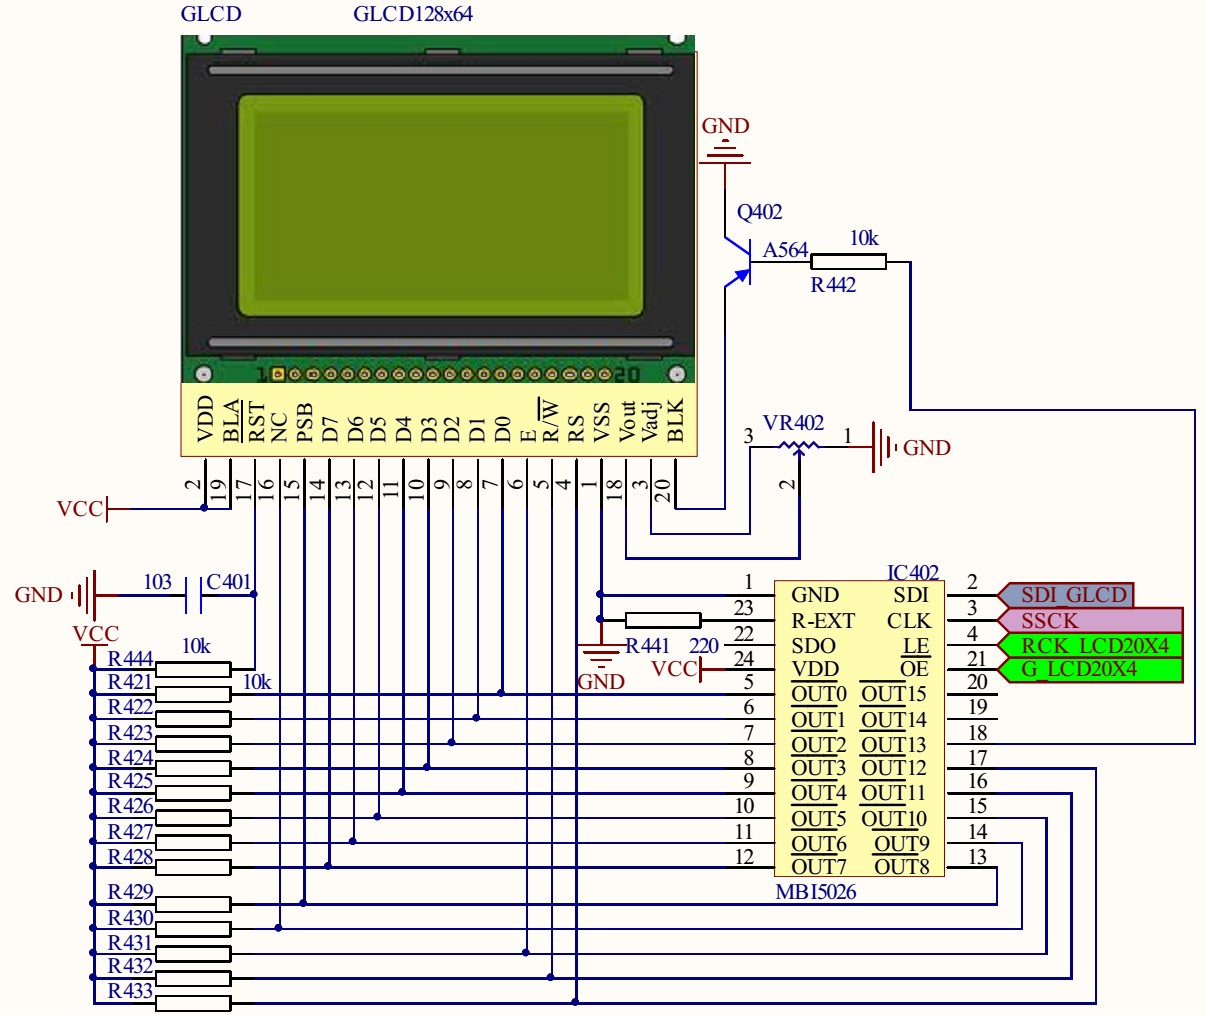 GLCD GLCD128x64
GND
Q402
A564 10k
R442
1 20
VDD BLA RST NC PSB D7 D6 D5 D4 D3 D2 D1 D0 E R/W RS VSS Vout Vadj BLK
2 19 17 16 15 14 13 12 11 10 9 8 7 6 5 4 1 18 3 20
VR402
3 1 GND
2
VCC
GND 103 C401
VCC
IC402
1 GND SDI 2 SDI_GLCD
23 R-EXT CLK 3 SSCK
R441 220 22 SDO LE 4 RCK_LCD20X4
GND VCC 24 VDD OE 21 G_LCD20X4
R444 10k
R421 10k 5 OUT0 OUT15 20
R422 6 OUT1 OUT14 19
R423 7 OUT2 OUT13 18
R424 8 OUT3 OUT12 17
R425 9 OUT4 OUT11 16
R426 10 OUT5 OUT10 15
R427 11 OUT6 OUT9 14
R428 12 OUT7 OUT8 13
MBI5026
R429
R430
R431
R432
R433